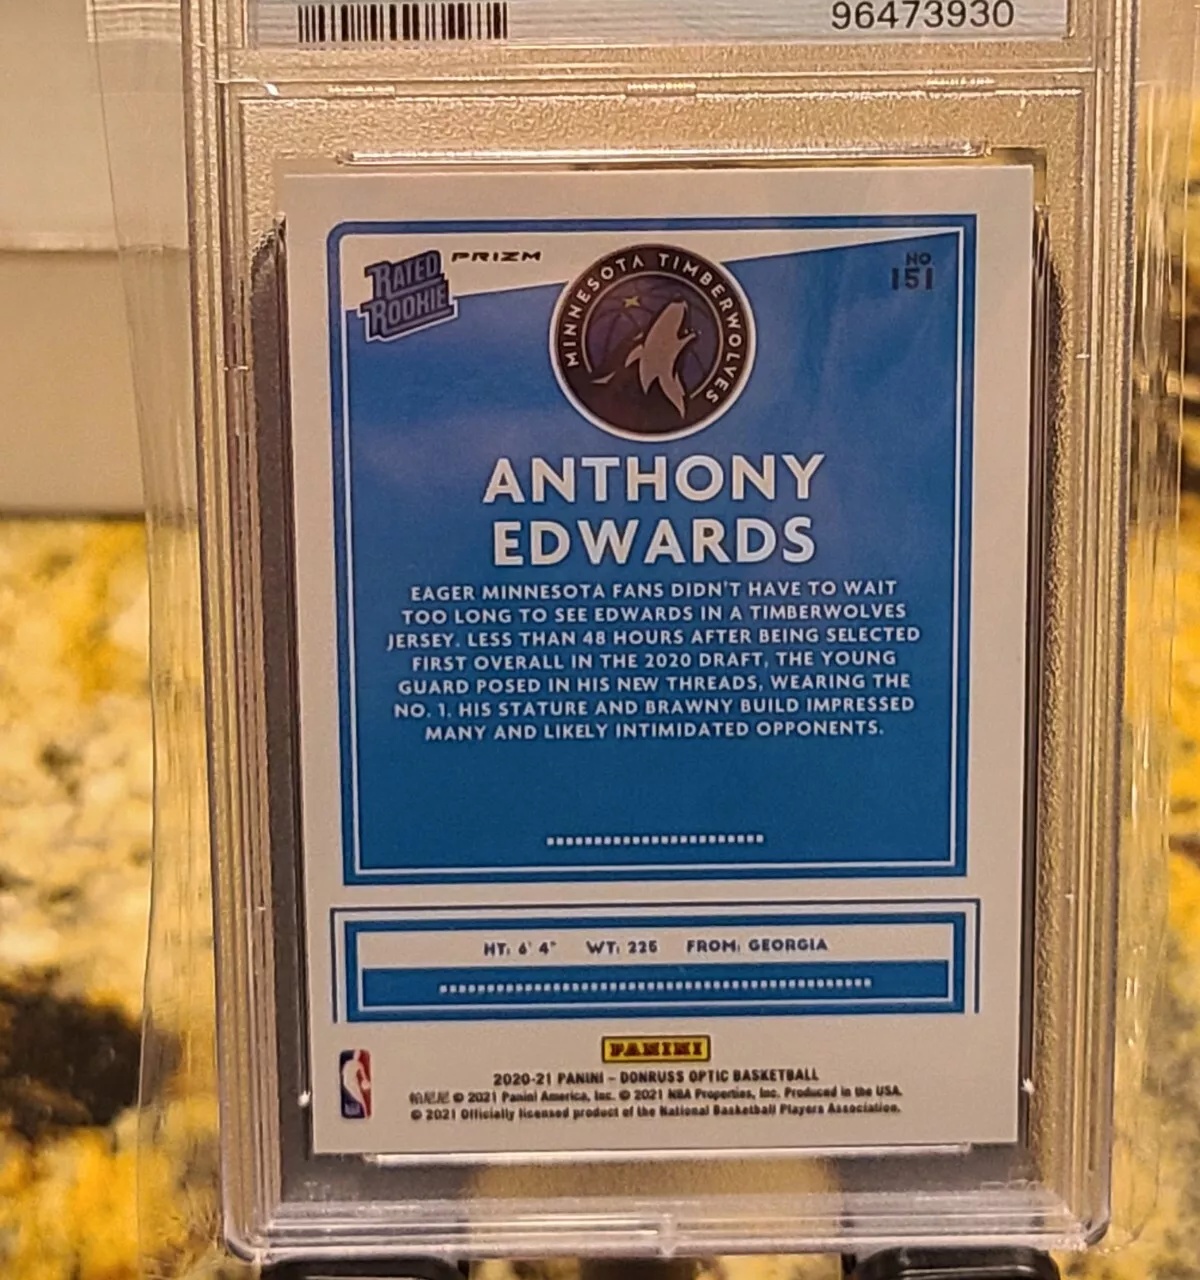 96473930
RATED
ROOKIE
PRIZM
MINNESOTA TIMBERWOLVES
NO
151
ANTHONY
EDWARDS
EAGER MINNESOTA FANS DIDN'T HAVE TO WAIT
TOO LONG TO SEE EDWARDS IN A TIMBERWOLVES
JERSEY. LESS THAN 48 HOURS AFTER BEING SELECTED
FIRST OVERALL IN THE 2020 DRAFT, THE YOUNG
GUARD POSED IN HIS NEW THREADS, WEARING THE
NO. 1. HIS STATURE AND BRAWNY BUILD IMPRESSED
MANY AND LIKELY INTIMIDATED OPPONENTS.
HT: 6' 4" WT: 225 FROM: GEORGIA
PANINI
2020-21 PANINI - DONRUSS OPTIC BASKETBALL
帕尼尼 © 2021 Panini America, Inc. © 2021 NBA Properties, Inc. Produced in the USA.
© 2021 Officially licensed product of the National Basketball Players Association.